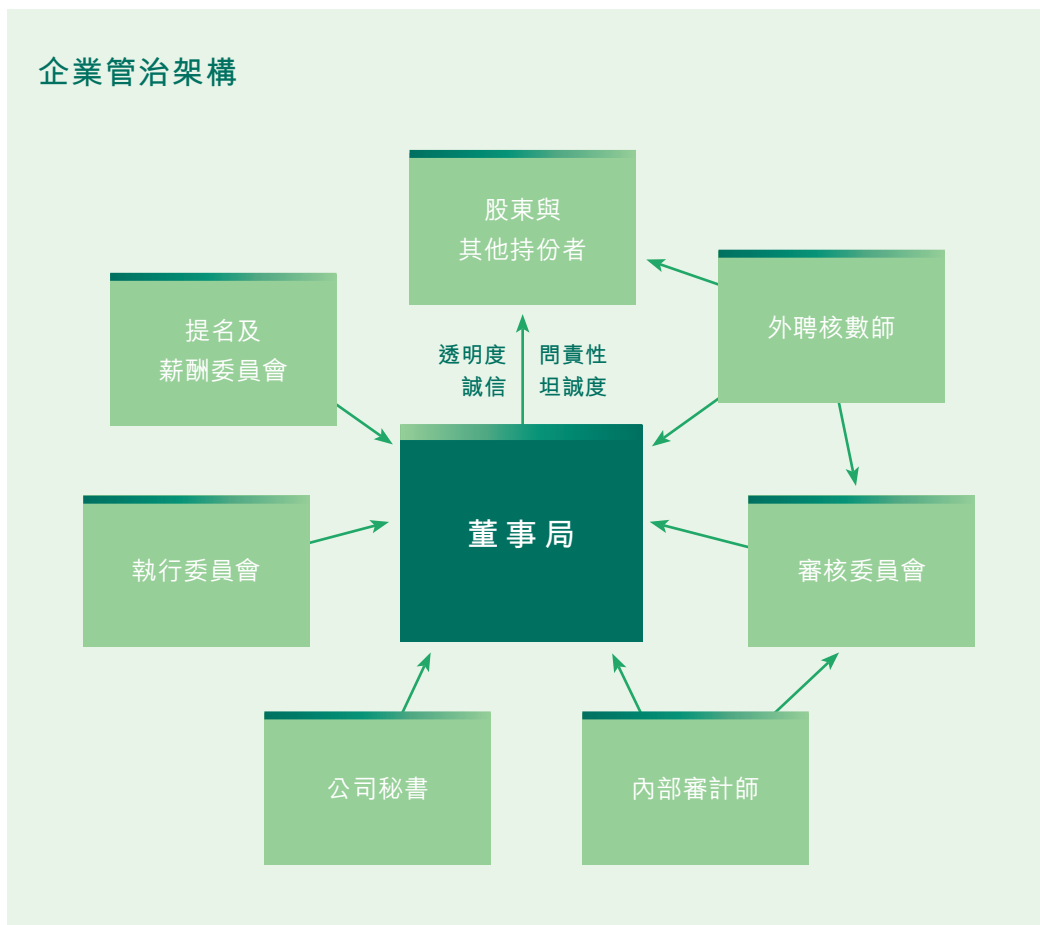 企業管治架構
股東與
其他持份者
外聘核數師
提名及
薪酬委員會
透明度
誠信
問責性
坦誠度
董事局
執行委員會
審核委員會
公司秘書
內部審計師